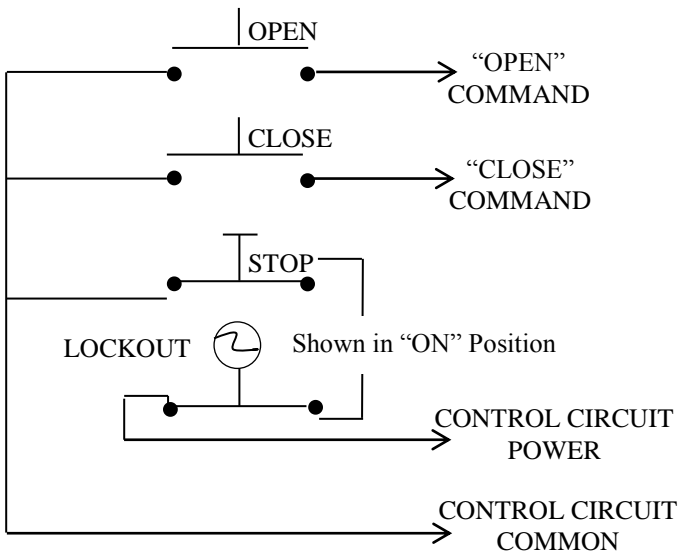 OPEN
“OPEN”
COMMAND
CLOSE
“CLOSE”
COMMAND
STOP
LOCKOUT
Shown in “ON” Position
CONTROL CIRCUIT
POWER
CONTROL CIRCUIT
COMMON